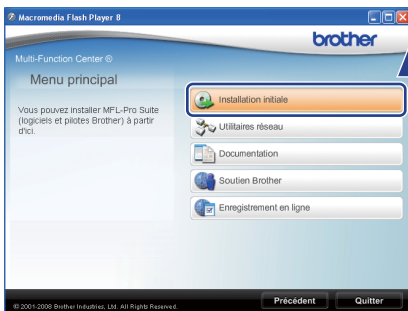 Macromedia Flash Player 8
brother
Multi-Function Center ®
Menu principal
Vous pouvez installer MFL-Pro Suite
(logiciels et pilotes Brother) à partir
d'ici.
Installation initiale
Utilitaires réseau
Documentation
Soutien Brother
Enregistrement en ligne
© 2001-2008 Brother Industries, Ltd. All Rights Reserved.
Précédent
Quitter